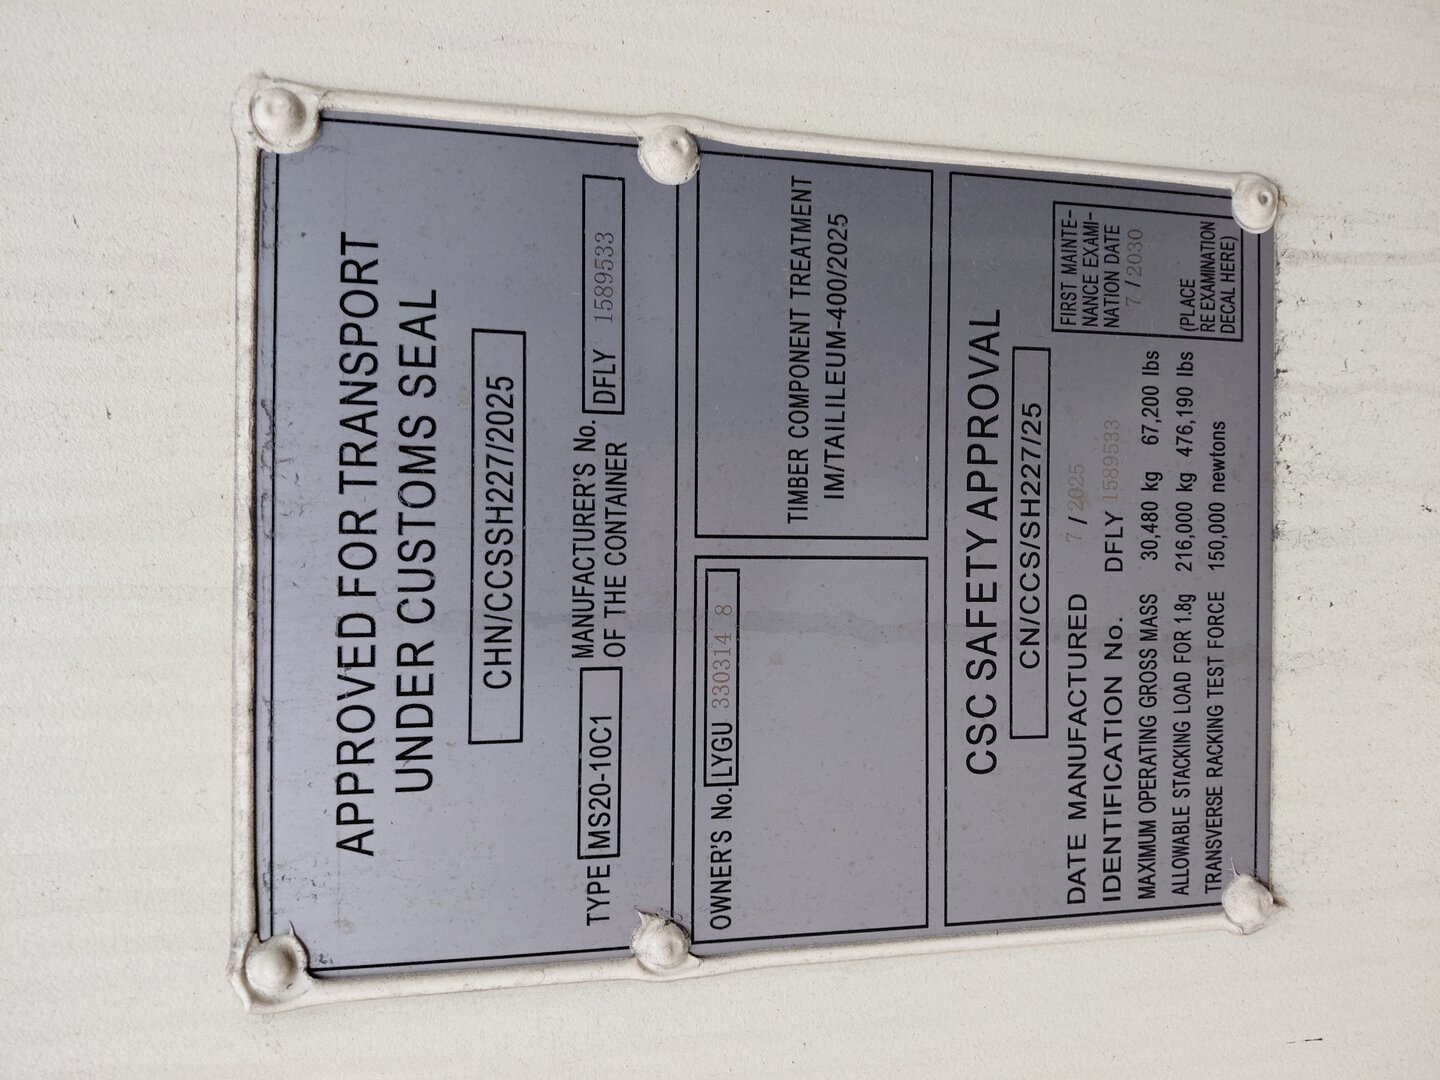 APPROVED FOR TRANSPORT
UNDER CUSTOMS SEAL
CHN/CCSSH227/2025
TYPE MS20-10C1 MANUFACTURER'S No. OF THE CONTAINER DFLY 1589533
OWNER'S No. LYGU 330314 8
TIMBER COMPONENT TREATMENT
IM/TAILILEUM-400/2025
CSC SAFETY APPROVAL
CN/CCS/SH227/25
DATE MANUFACTURED 7 / 2025
IDENTIFICATION No. DFLY 1589533
MAXIMUM OPERATING GROSS MASS 30,480 kg 67,200 lbs
ALLOWABLE STACKING LOAD FOR 1.8g 216,000 kg 476,190 lbs
TRANSVERSE RACKING TEST FORCE 150,000 newtons
FIRST MAINTE-
NANCE EXAMI-
NATION DATE
7 / 2030
(PLACE
RE EXAMINATION
DECAL HERE)